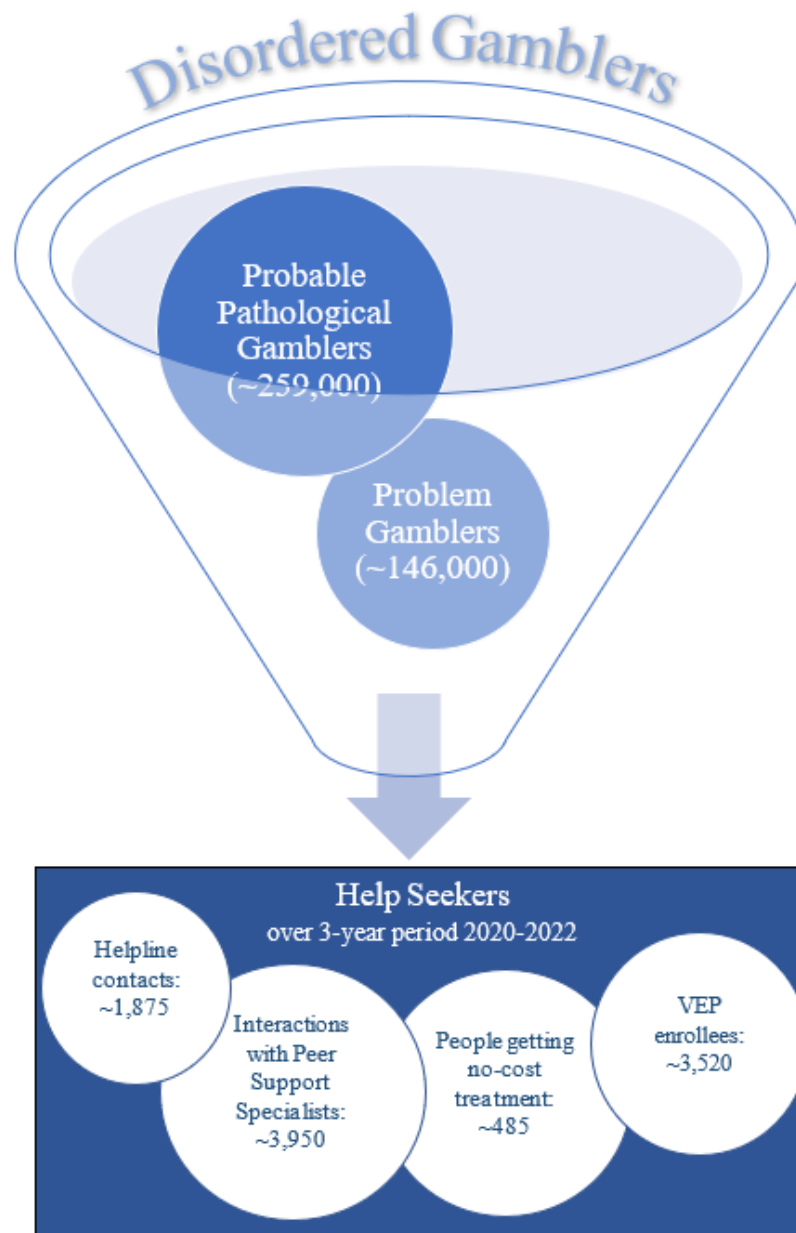 Disordered Gamblers
Probable
Pathological
Gamblers
(~259,000)
Problem
Gamblers
(~146,000)
Help Seekers
over 3-year period 2020-2022
Helpline
contacts:
~1,875
Interactions
with Peer
Support
Specialists:
~3,950
People getting
no-cost
treatment:
~485
VEP
enrollees:
~3,520